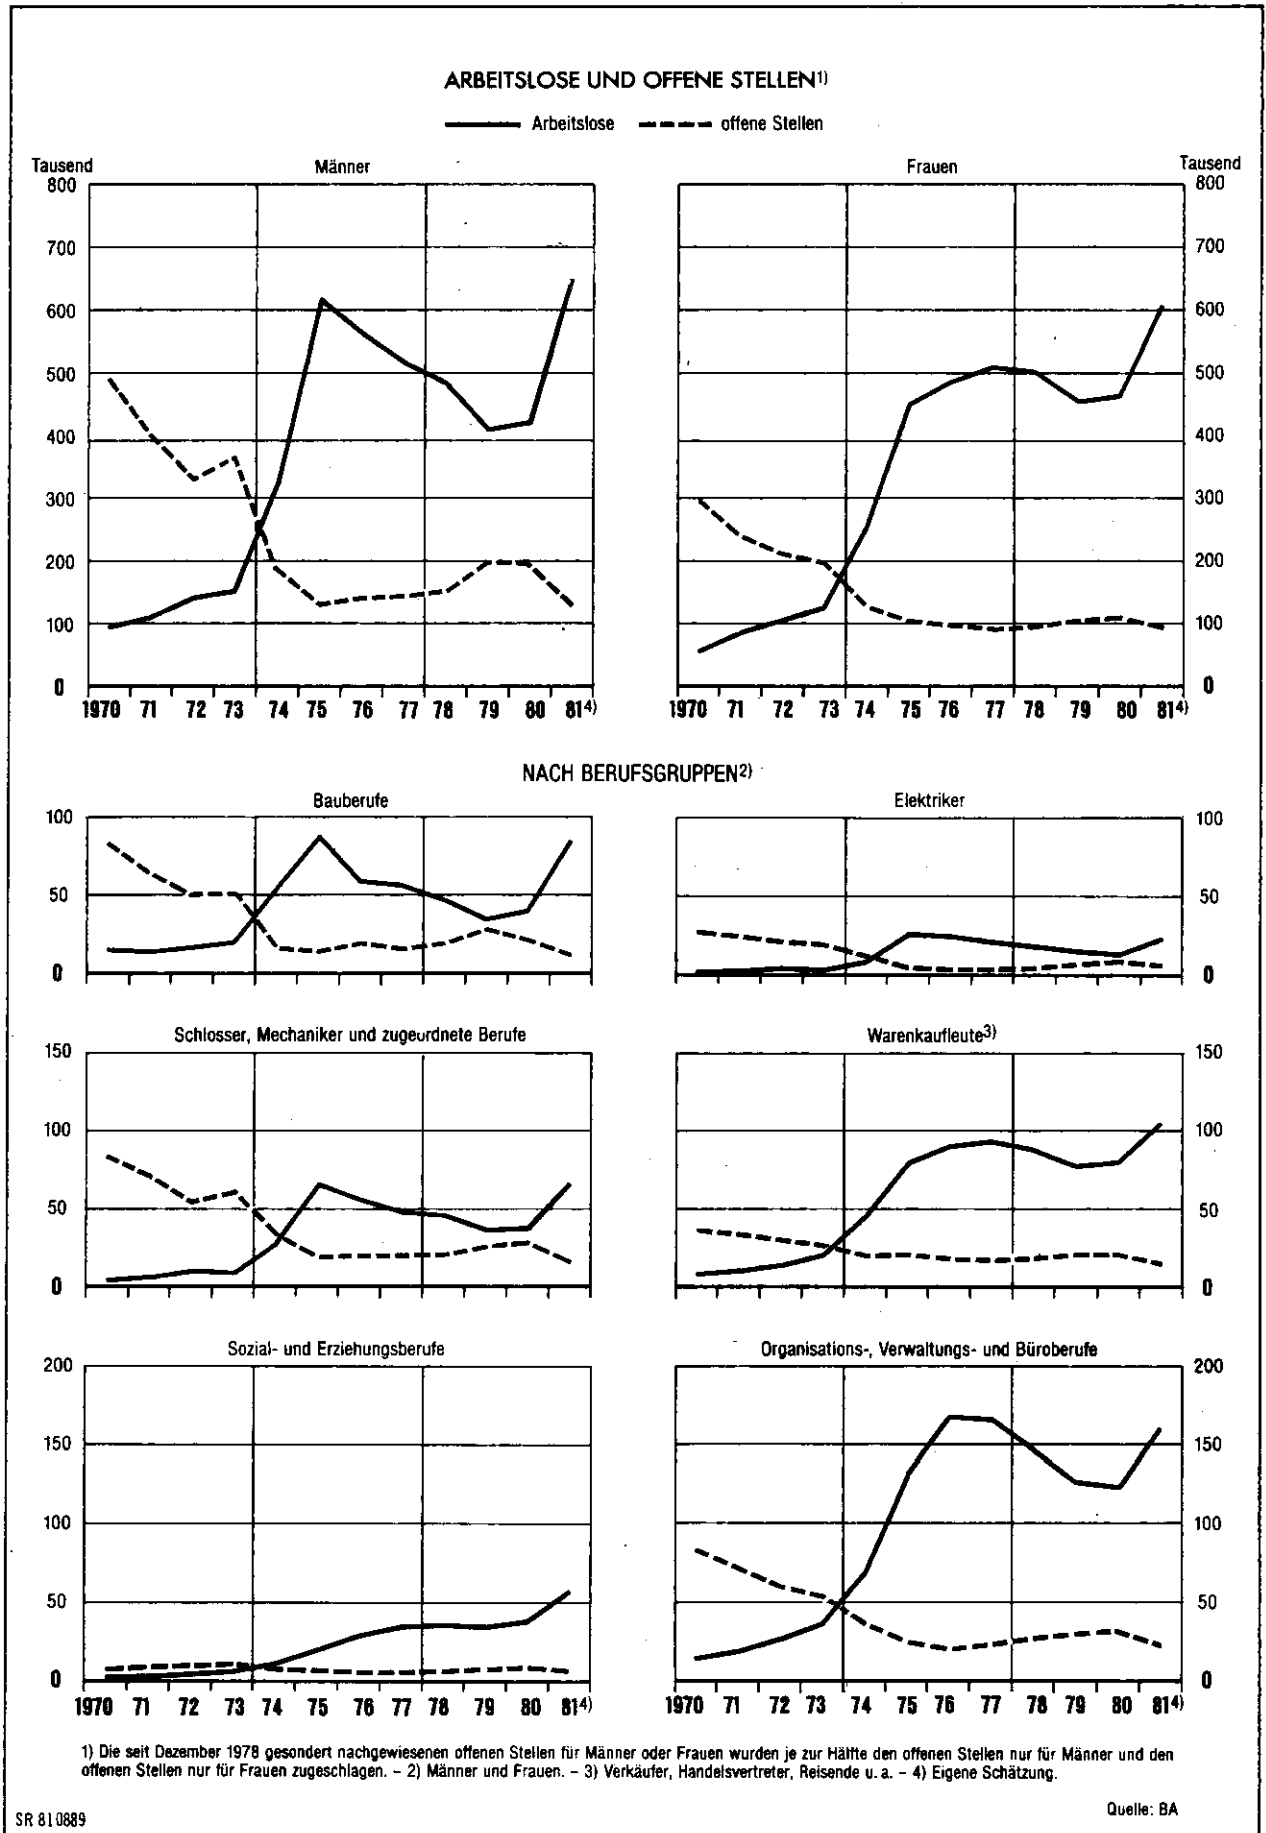 ARBEITSLOSE UND OFFENE STELLEN1)
Arbeitslose offene Stellen
Tausend Männer Frauen Tausend
800 800
700 700
600 600
500 500
400 400
300 300
200 200
100 100
0 0
1970 71 72 73 74 75 76 77 78 79 80 814) 1970 71 72 73 74 75 76 77 78 79 80 814)
NACH BERUFSGRUPPEN2)
Bauberufe Elektriker
100 100
50 50
0 0
Schlosser, Mechaniker und zugeordnete Berufe Warenkaufleute3)
150 150
100 100
50 50
0 0
Sozial- und Erziehungsberufe Organisations-, Verwaltungs- und Büroberufe
200 200
150 150
100 100
50 50
0 0
1970 71 72 73 74 75 76 77 78 79 80 814) 1970 71 72 73 74 75 76 77 78 79 80 814)
1) Die seit Dezember 1978 gesondert nachgewiesenen offenen Stellen für Männer oder Frauen wurden je zur Hälfte den offenen Stellen nur für Männer und den
offenen Stellen nur für Frauen zugeschlagen. – 2) Männer und Frauen. – 3) Verkäufer, Handelsvertreter, Reisende u. a. – 4) Eigene Schätzung.
Quelle: BA
SR 810889